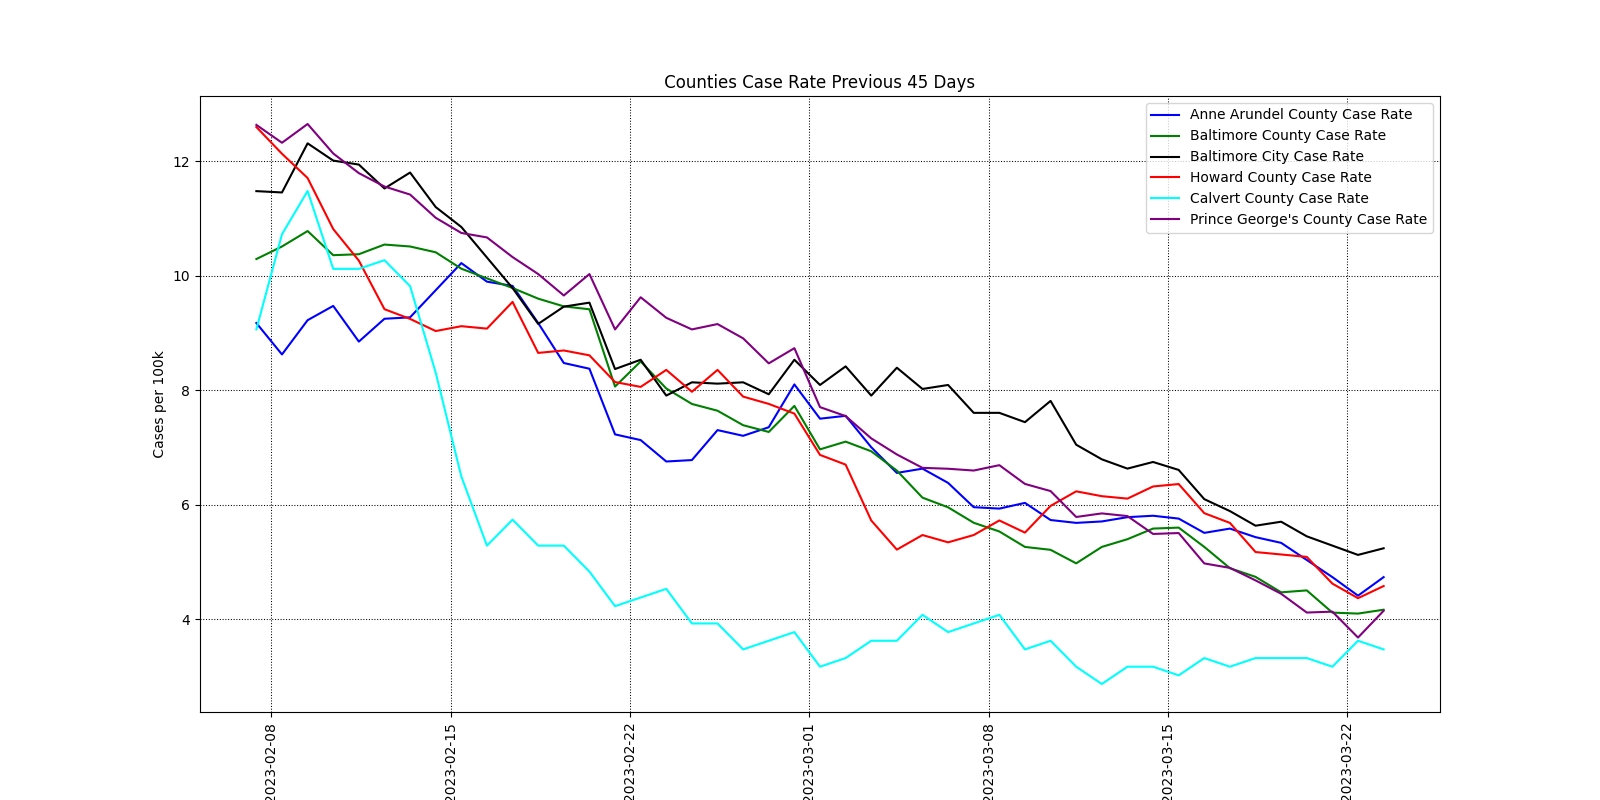 Counties Case Rate Previous 45 Days
Anne Arundel County Case Rate
Baltimore County Case Rate
Baltimore City Case Rate
Howard County Case Rate
Calvert County Case Rate
Prince George's County Case Rate
Cases per 100k
12
10
8
6
4
2023-02-08
2023-02-15
2023-02-22
2023-03-01
2023-03-08
2023-03-15
2023-03-22